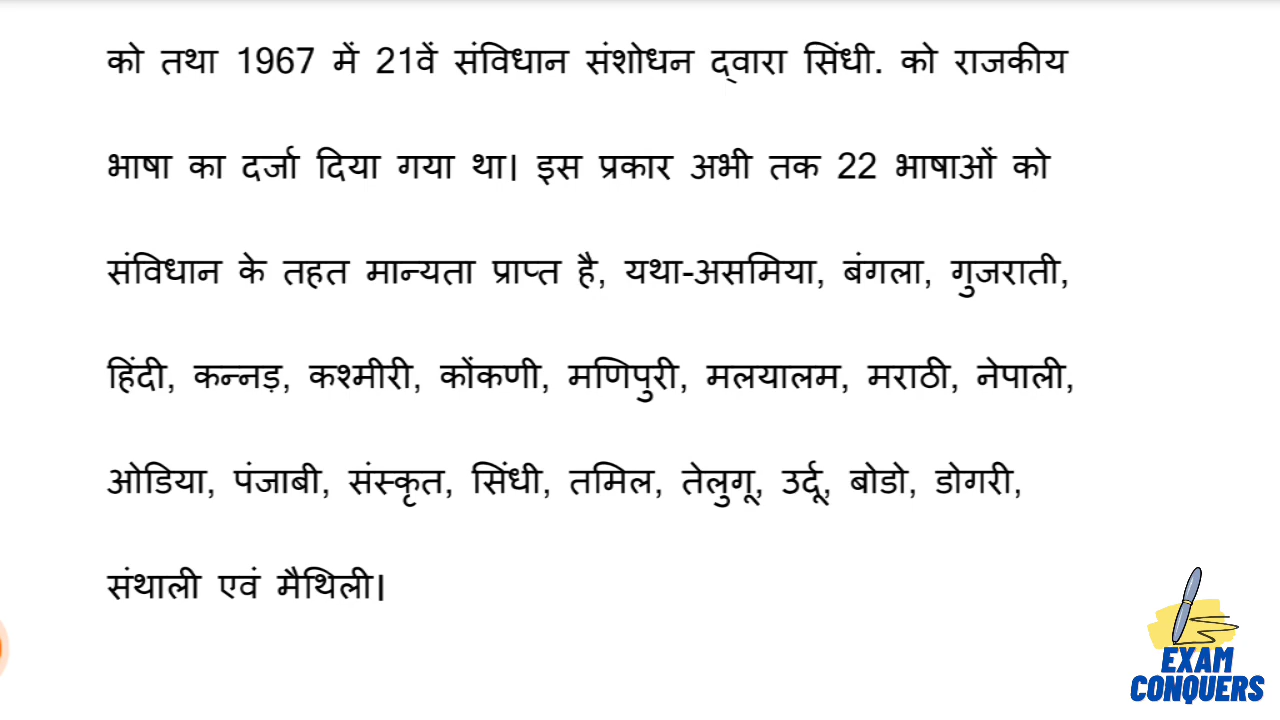 को तथा 1967 में 21वें संविधान संशोधन द्वारा सिंधी. को राजकीय
भाषा का दर्जा दिया गया था। इस प्रकार अभी तक 22 भाषाओं को
संविधान के तहत मान्यता प्राप्त है, यथा-असमिया, बंगला, गुजराती,
हिंदी, कन्नड़, कश्मीरी, कोंकणी, मणिपुरी, मलयालम, मराठी, नेपाली,
ओडिया, पंजाबी, संस्कृत, सिंधी, तमिल, तेलुगू, उर्दू, बोडो, डोगरी,
संथाली एवं मैथिली।
EXAM
CONQUERS